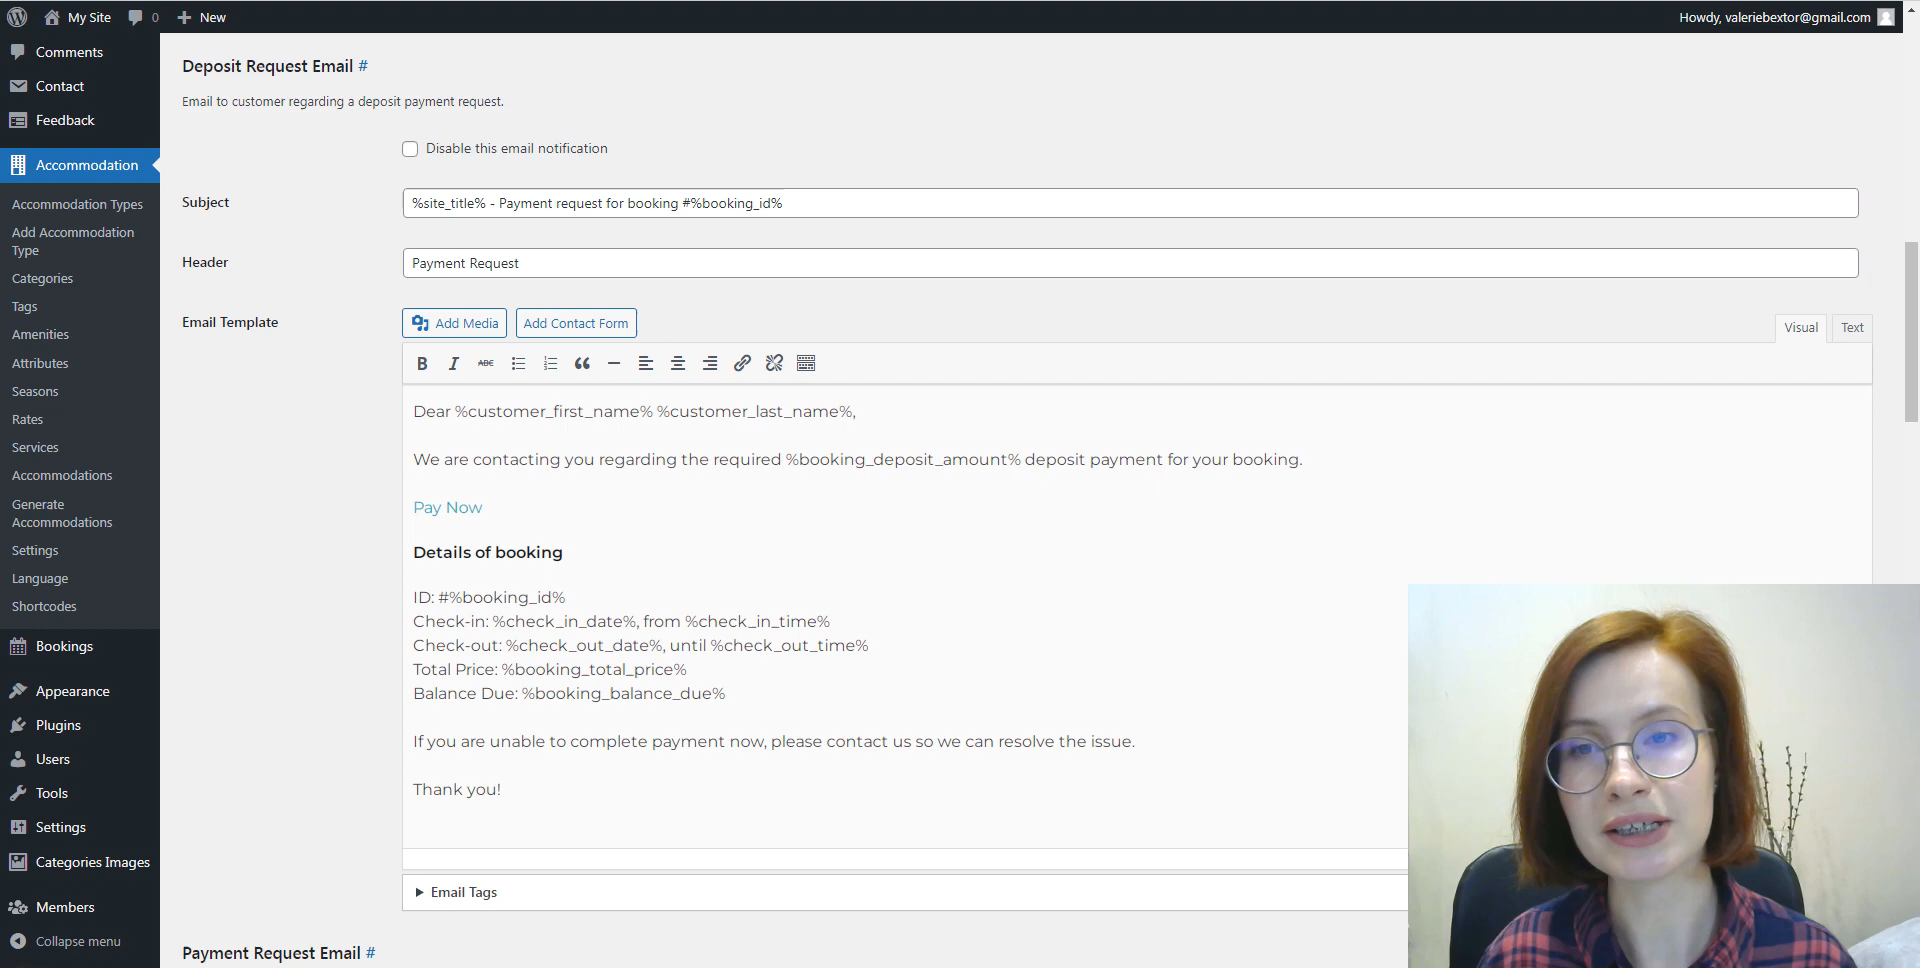 My Site
0
New
Howdy, valeriebextor@gmail.com
Comments
Contact
Feedback
Accommodation
Accommodation Types
Add Accommodation
Type
Categories
Tags
Amenities
Attributes
Seasons
Rates
Services
Accommodations
Generate
Accommodations
Settings
Language
Shortcodes
Bookings
Appearance
Plugins
Users
Tools
Settings
Categories Images
Members
Collapse menu
Deposit Request Email #
Email to customer regarding a deposit payment request.
Disable this email notification
Subject
%site_title% - Payment request for booking #%booking_id%
Header
Payment Request
Email Template
Add Media
Add Contact Form
Visual
Text
B I ABC
Dear %customer_first_name% %customer_last_name%,
We are contacting you regarding the required %booking_deposit_amount% deposit payment for your booking.
Pay Now
Details of booking
ID: #%booking_id%
Check-in: %check_in_date%, from %check_in_time%
Check-out: %check_out_date%, until %check_out_time%
Total Price: %booking_total_price%
Balance Due: %booking_balance_due%
If you are unable to complete payment now, please contact us so we can resolve the issue.
Thank you!
Email Tags
Payment Request Email #